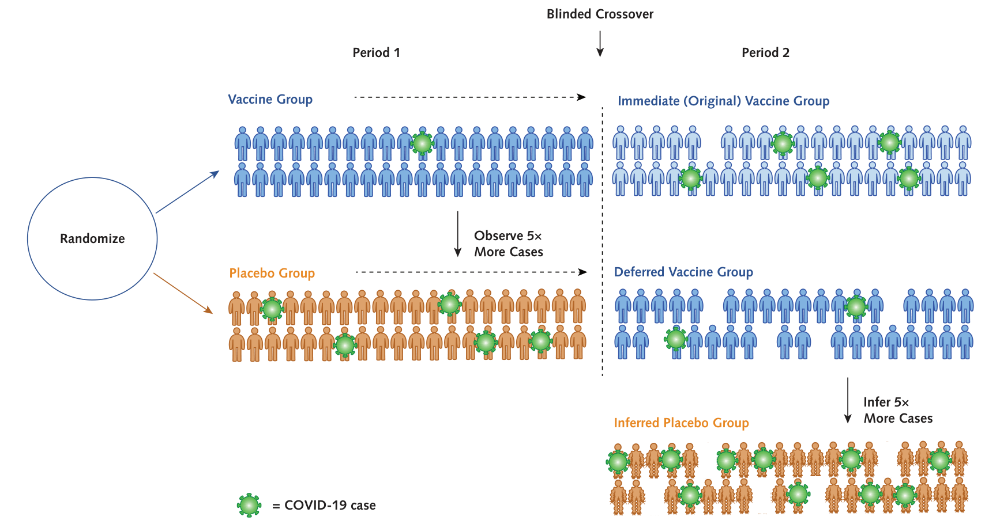 Blinded Crossover
Period 1
Period 2
Vaccine Group
Immediate (Original) Vaccine Group
Randomize
Observe 5×
More Cases
Placebo Group
Deferred Vaccine Group
Infer 5×
More Cases
Inferred Placebo Group
= COVID-19 case